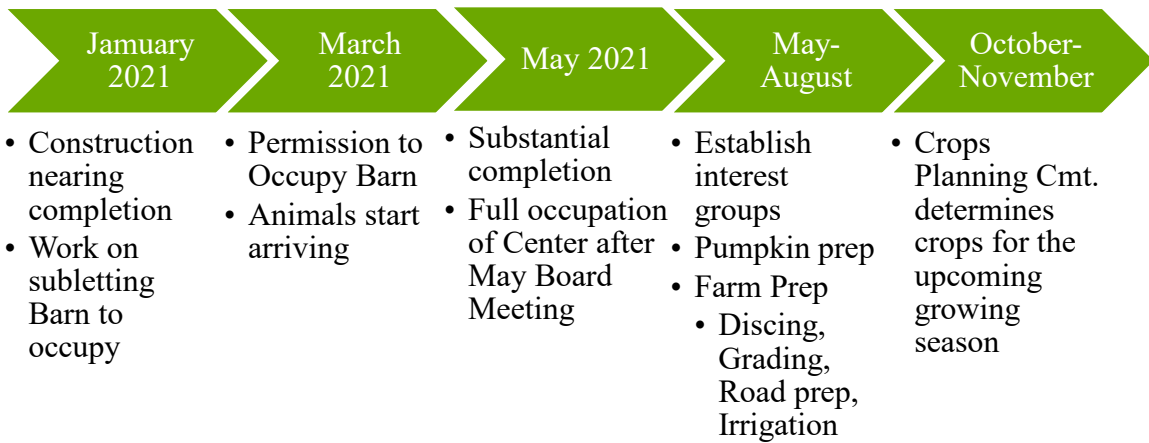 Jamuary
2021
• Construction
nearing
completion
• Work on
subletting
Barn to
occupy
March
2021
• Permission to
Occupy Barn
• Animals start
arriving
May 2021
• Substantial
completion
• Full occupation
of Center after
May Board
Meeting
May-
August
• Establish
interest
groups
• Pumpkin prep
• Farm Prep
• Discing,
Grading,
Road prep,
Irrigation
October-
November
• Crops
Planning Cmt.
determines
crops for the
upcoming
growing
season